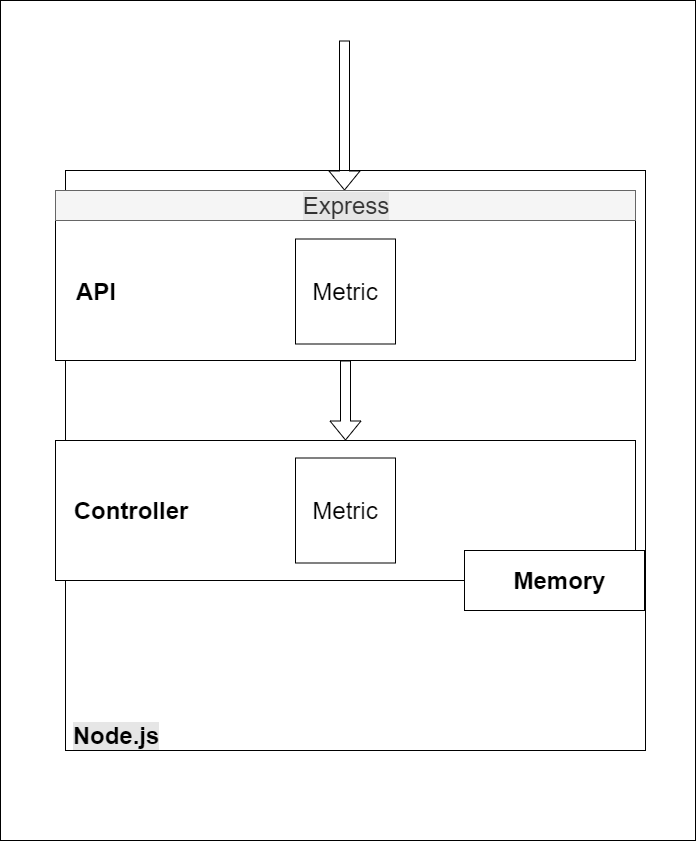 Express
API
Metric
Controller
Metric
Memory
Node.js